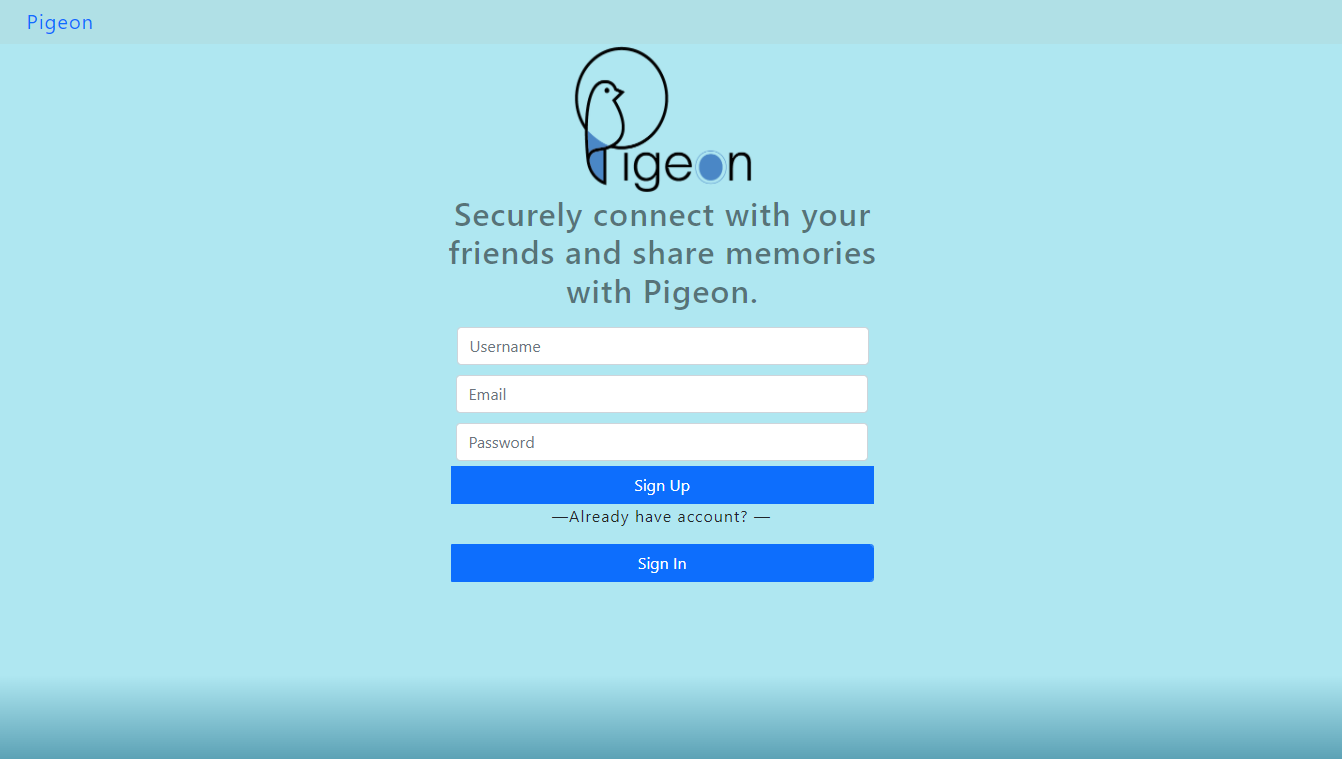 Pigeon
Pigeon
Securely connect with your
friends and share memories
with Pigeon.
Username
Email
Password
Sign Up
—Already have account? —
Sign In